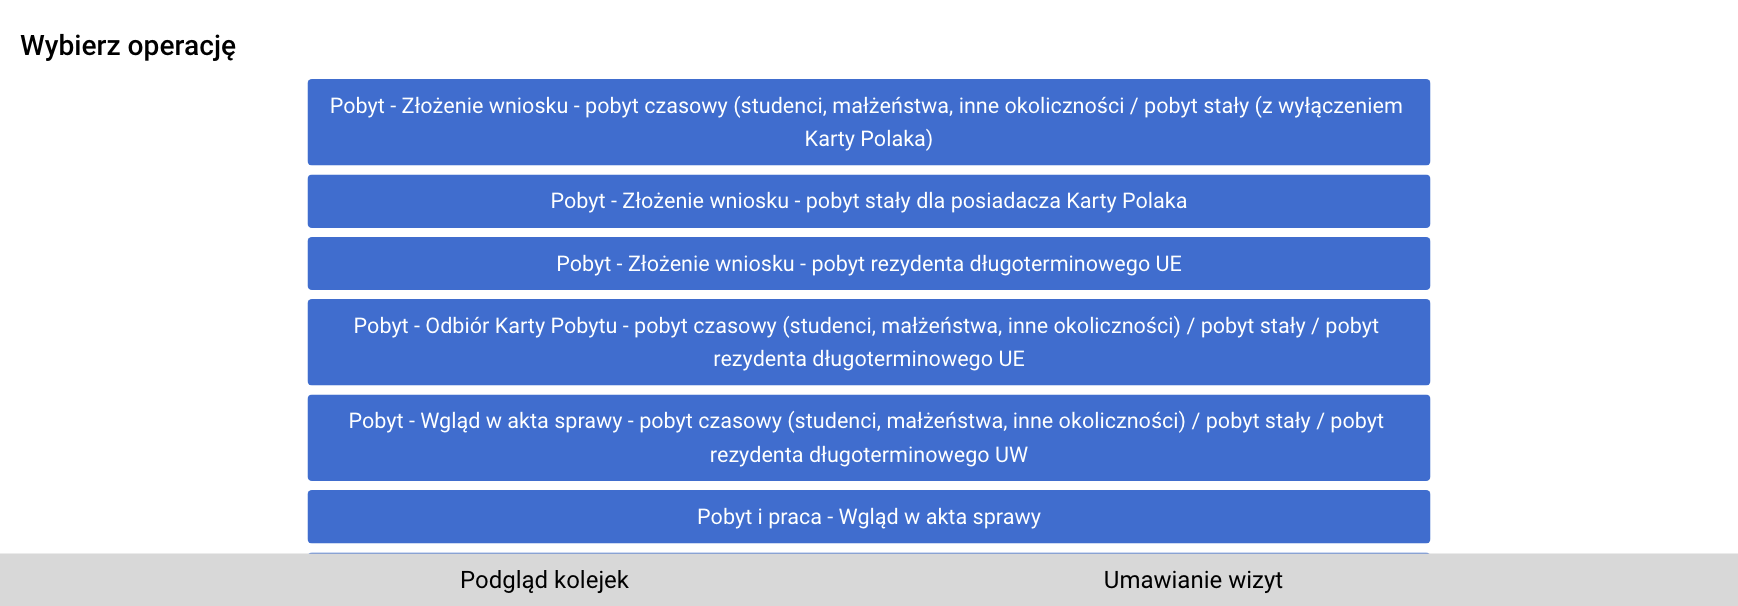 Wybierz operację
Pobyt - Złożenie wniosku - pobyt czasowy (studenci, małżeństwa, inne okoliczności / pobyt stały (z wyłączeniem
Karty Polaka)
Pobyt - Złożenie wniosku - pobyt stały dla posiadacza Karty Polaka
Pobyt - Złożenie wniosku - pobyt rezydenta długoterminowego UE
Pobyt - Odbiór Karty Pobytu - pobyt czasowy (studenci, małżeństwa, inne okoliczności) / pobyt stały / pobyt
rezydenta długoterminowego UE
Pobyt - Wgląd w akta sprawy - pobyt czasowy (studenci, małżeństwa, inne okoliczności) / pobyt stały / pobyt
rezydenta długoterminowego UW
Pobyt i praca - Wgląd w akta sprawy
Podgląd kolejek
Umawianie wizyt